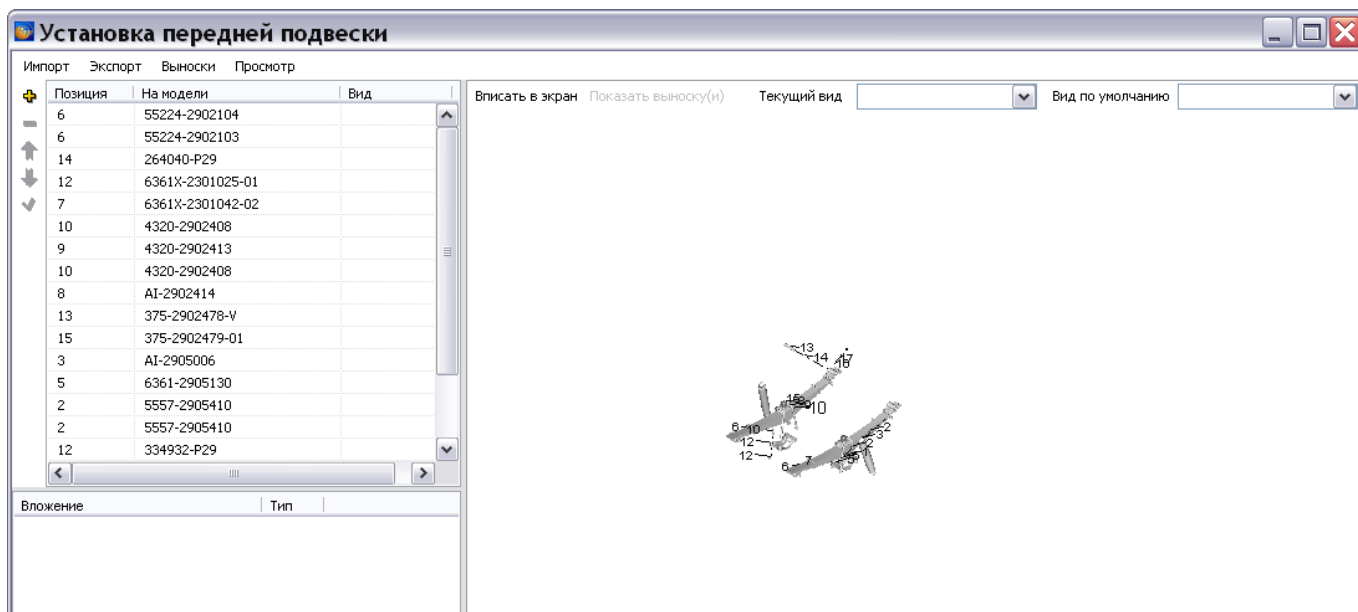 Установка передней подвески
Импорт Экспорт Выноски Просмотр
Позиция На модели Вид
6 55224-2902104
6 55224-2902103
14 264040-P29
12 6361X-2301025-01
7 6361X-2301042-02
10 4320-2902408
9 4320-2902413
10 4320-2902408
8 AI-2902414
13 375-2902478-V
15 375-2902479-01
3 AI-2905006
5 6361-2905130
2 5557-2905410
2 5557-2905410
12 334932-P29
Вложение Тип
Вписать в экран Показать выноску(и) Текущий вид Вид по умолчанию
13
14
17
10
6 10
12
12
2
3
2
6 7